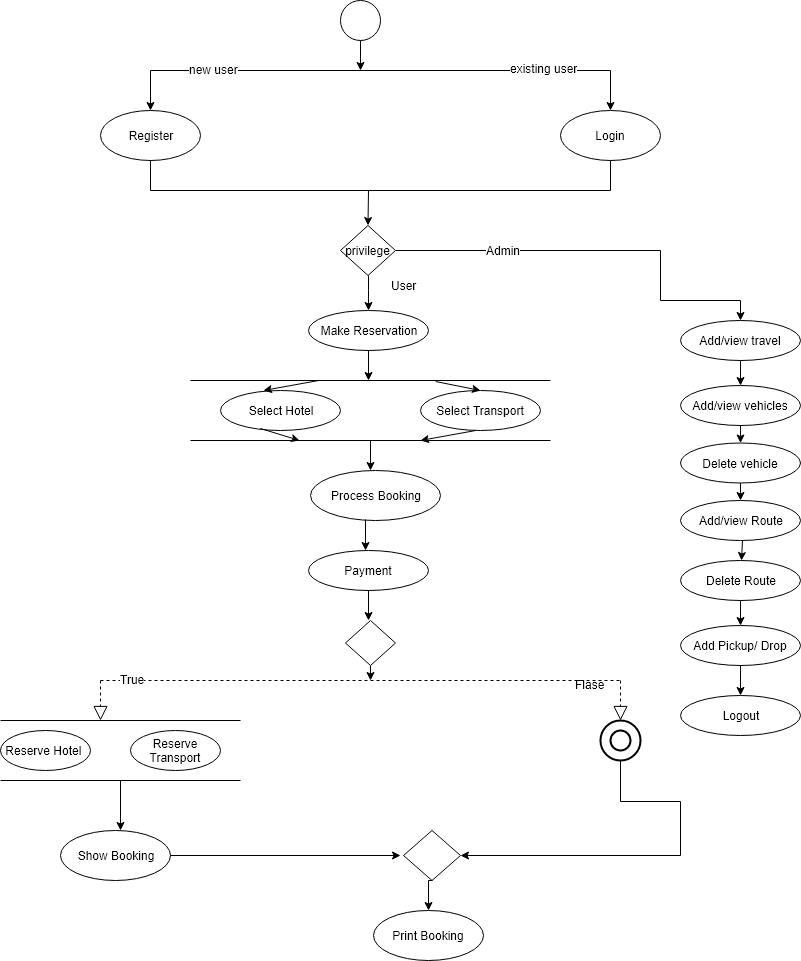 new user
existing user
Register
Login
privilege
Admin
User
Make Reservation
Add/view travel
Select Hotel
Select Transport
Add/view vehicles
Delete vehicle
Process Booking
Add/view Route
Payment
Delete Route
Add Pickup/ Drop
True
Flase
Logout
Reserve Hotel
Reserve
Transport
Show Booking
Print Booking